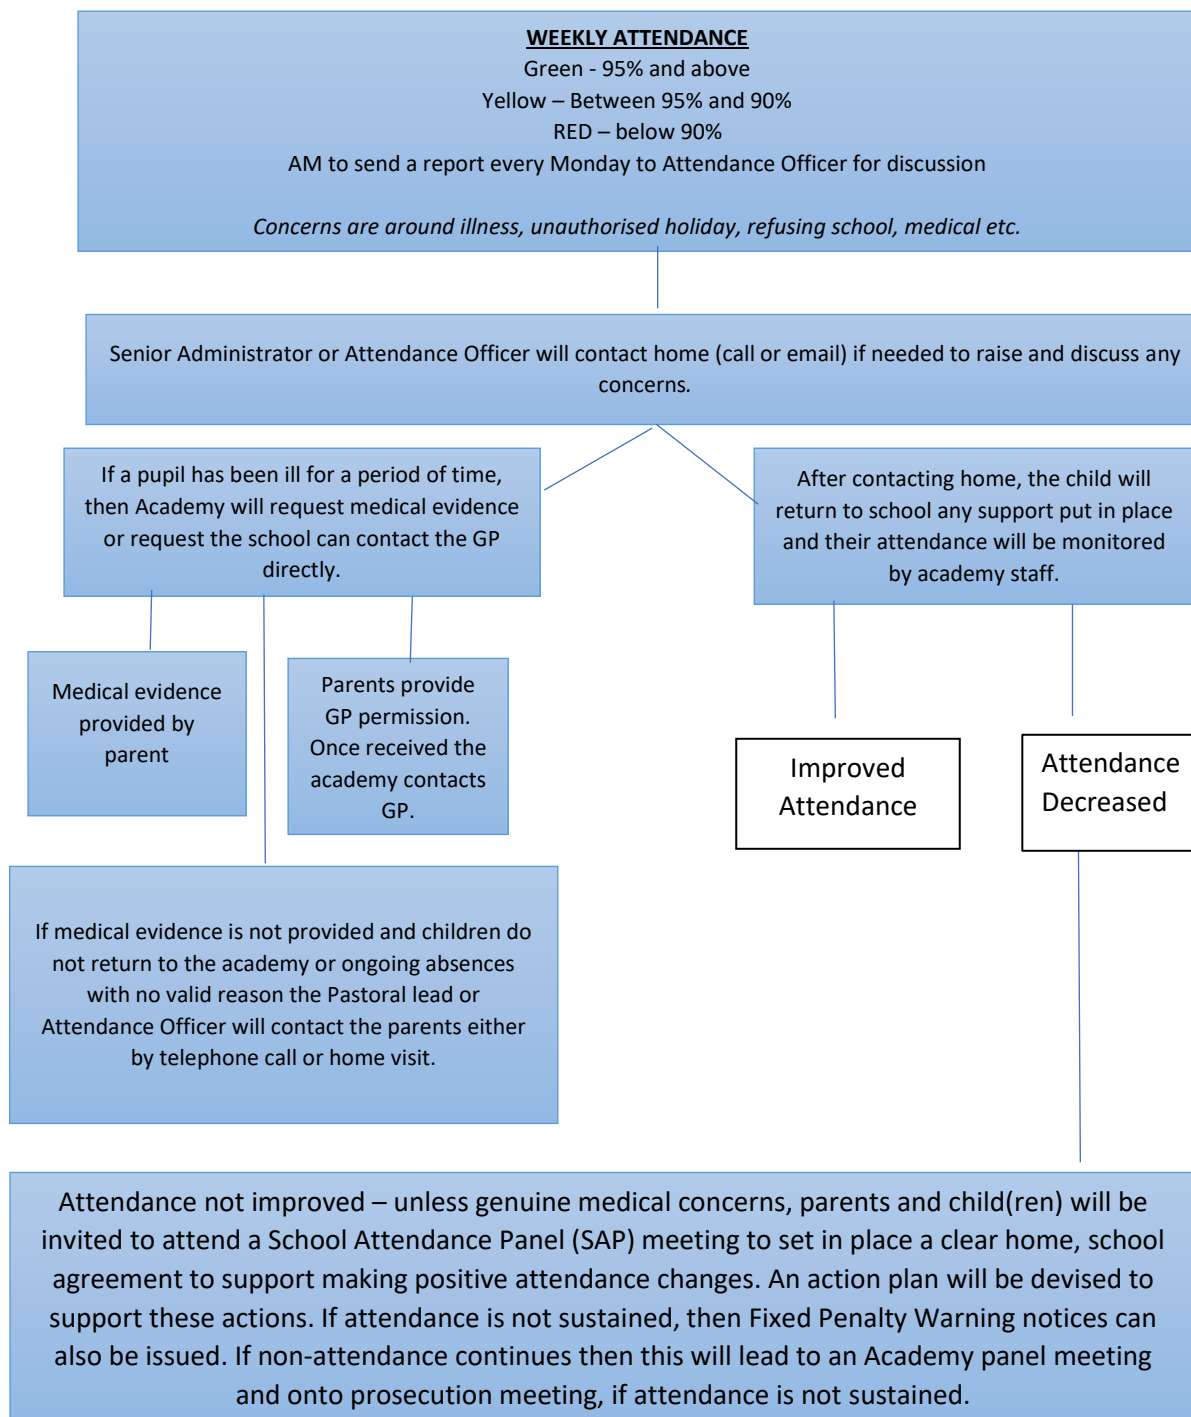 WEEKLY ATTENDANCE
Green - 95% and above
Yellow – Between 95% and 90%
RED – below 90%
AM to send a report every Monday to Attendance Officer for discussion
Concerns are around illness, unauthorised holiday, refusing school, medical etc.
Senior Administrator or Attendance Officer will contact home (call or email) if needed to raise and discuss any
concerns.
If a pupil has been ill for a period of time,
then Academy will request medical evidence
or request the school can contact the GP
directly.
After contacting home, the child will
return to school any support put in place
and their attendance will be monitored
by academy staff.
Medical evidence
provided by
parent
Parents provide
GP permission.
Once received the
academy contacts
GP.
Improved
Attendance
Attendance
Decreased
If medical evidence is not provided and children do
not return to the academy or ongoing absences
with no valid reason the Pastoral lead or
Attendance Officer will contact the parents either
by telephone call or home visit.
Attendance not improved – unless genuine medical concerns, parents and child(ren) will be
invited to attend a School Attendance Panel (SAP) meeting to set in place a clear home, school
agreement to support making positive attendance changes. An action plan will be devised to
support these actions. If attendance is not sustained, then Fixed Penalty Warning notices can
also be issued. If non-attendance continues then this will lead to an Academy panel meeting
and onto prosecution meeting, if attendance is not sustained.